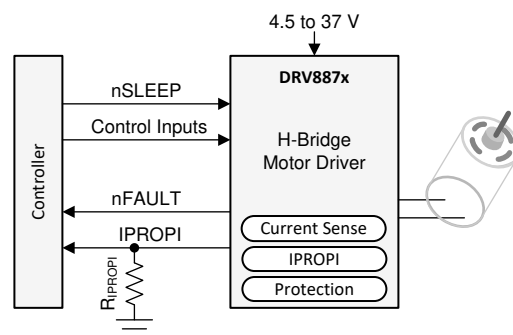 4.5 to 37 V
DRV887x
nSLEEP
Control Inputs
H-Bridge
Motor Driver
Controller
nFAULT
IPROPI
RIPROPI
Current Sense
IPROPI
Protection